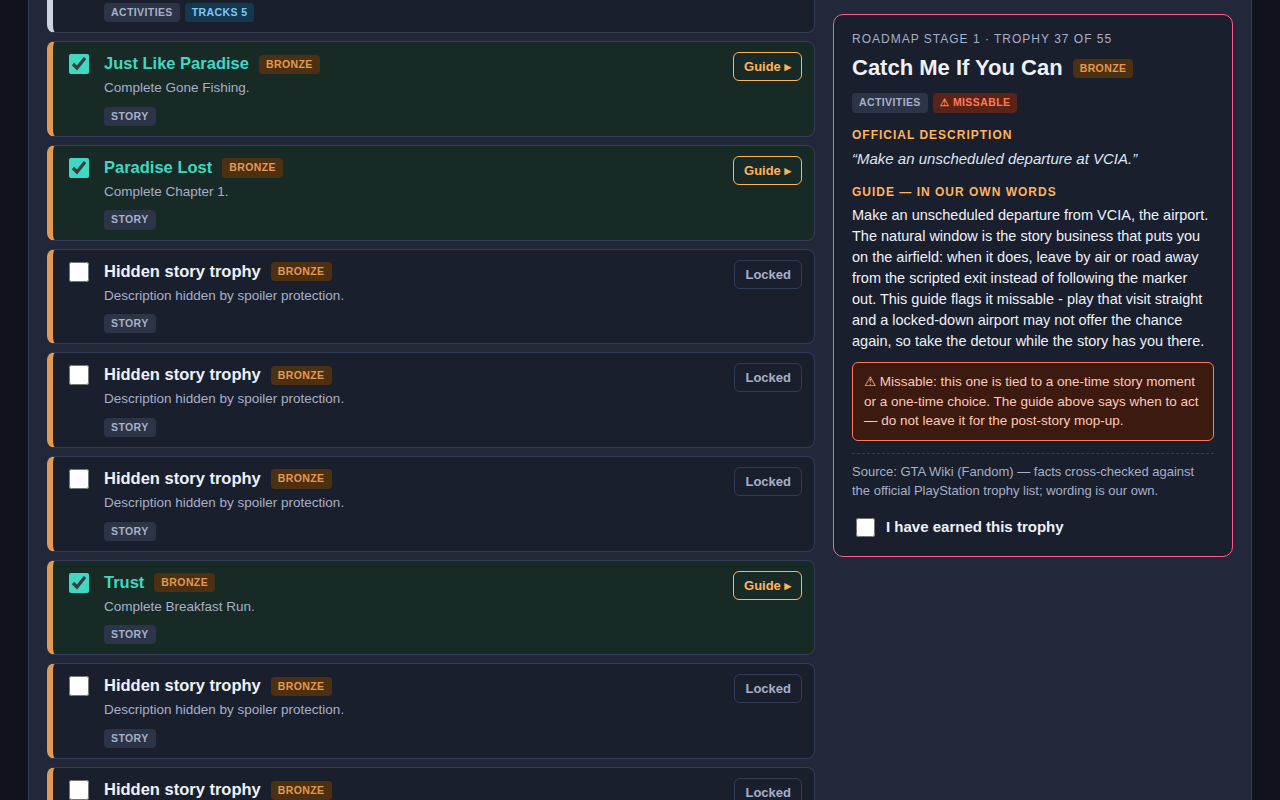 ACTIVITIES TRACKS 5
Just Like Paradise BRONZE
Guide ▸
Complete Gone Fishing.
STORY
Paradise Lost BRONZE
Guide ▸
Complete Chapter 1.
STORY
Hidden story trophy BRONZE
Locked
Description hidden by spoiler protection.
STORY
Hidden story trophy BRONZE
Locked
Description hidden by spoiler protection.
STORY
Hidden story trophy BRONZE
Locked
Description hidden by spoiler protection.
STORY
Trust BRONZE
Guide ▸
Complete Breakfast Run.
STORY
Hidden story trophy BRONZE
Locked
Description hidden by spoiler protection.
STORY
Hidden story trophy BRONZE
Locked
ROADMAP STAGE 1 · TROPHY 37 OF 55
Catch Me If You Can BRONZE
ACTIVITIES ⚠ MISSABLE
OFFICIAL DESCRIPTION
“Make an unscheduled departure at VCIA.”
GUIDE — IN OUR OWN WORDS
Make an unscheduled departure from VCIA, the airport.
The natural window is the story business that puts you
on the airfield: when it does, leave by air or road away
from the scripted exit instead of following the marker
out. This guide flags it missable - play that visit straight
and a locked-down airport may not offer the chance
again, so take the detour while the story has you there.
⚠ Missable: this one is tied to a one-time story moment
or a one-time choice. The guide above says when to act
— do not leave it for the post-story mop-up.
Source: GTA Wiki (Fandom) — facts cross-checked against
the official PlayStation trophy list; wording is our own.
I have earned this trophy